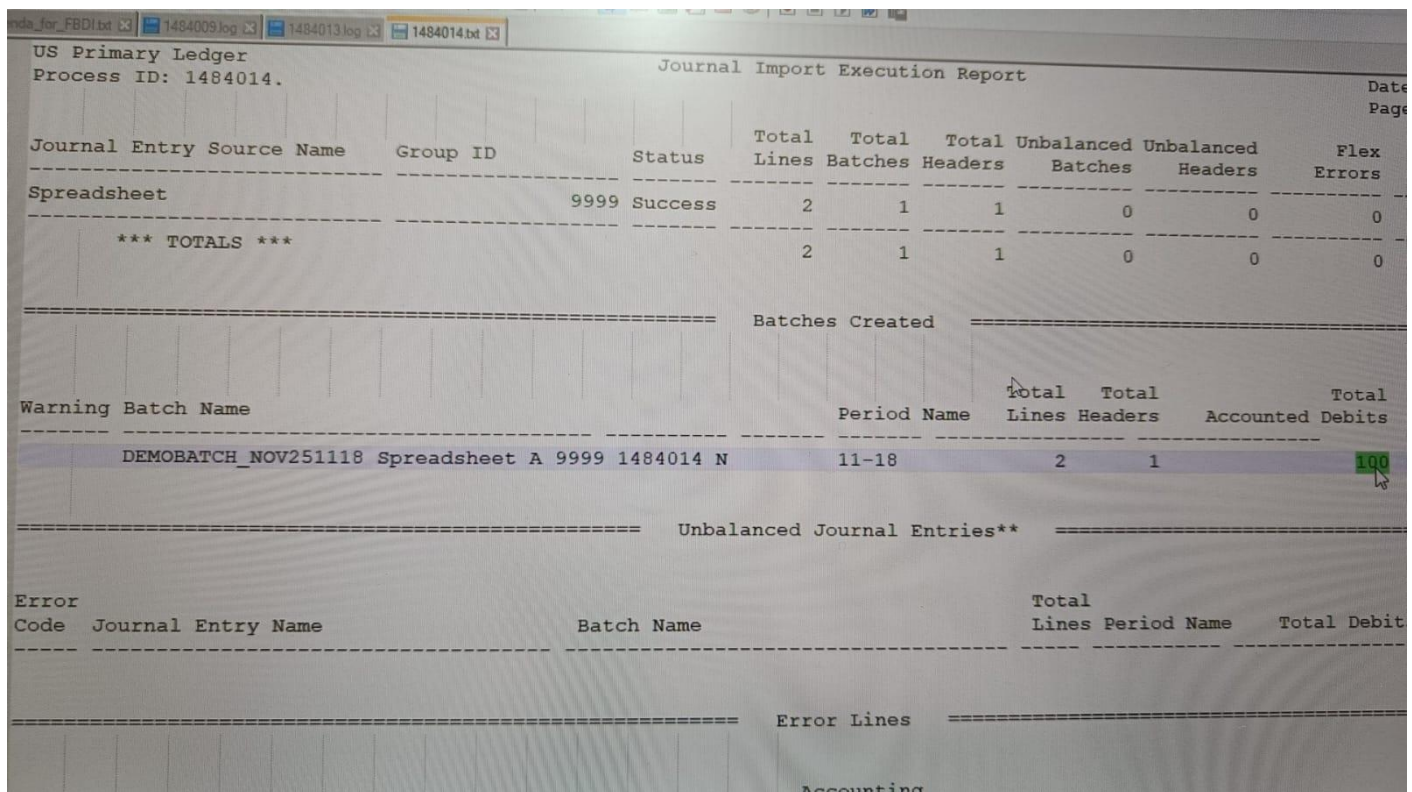 nda_for_FBDI.txt 1484009.log 1484013.log 1484014.txt
US Primary Ledger Journal Import Execution Report Date
Process ID: 1484014. Page
Total Total Total Unbalanced Unbalanced Flex
Journal Entry Source Name Group ID Status Lines Batches Headers Batches Headers Errors
Spreadsheet 9999 Success 2 1 1 0 0 0
*** TOTALS *** 2 1 1 0 0 0
Batches Created
Total Total Total
Warning Batch Name Period Name Lines Headers Accounted Debits
DEMOBATCH_NOV251118 Spreadsheet A 9999 1484014 N 11-18 2 1 100
Unbalanced Journal Entries**
Error Total
Code Journal Entry Name Batch Name Lines Period Name Total Debit
Error Lines
Accounting